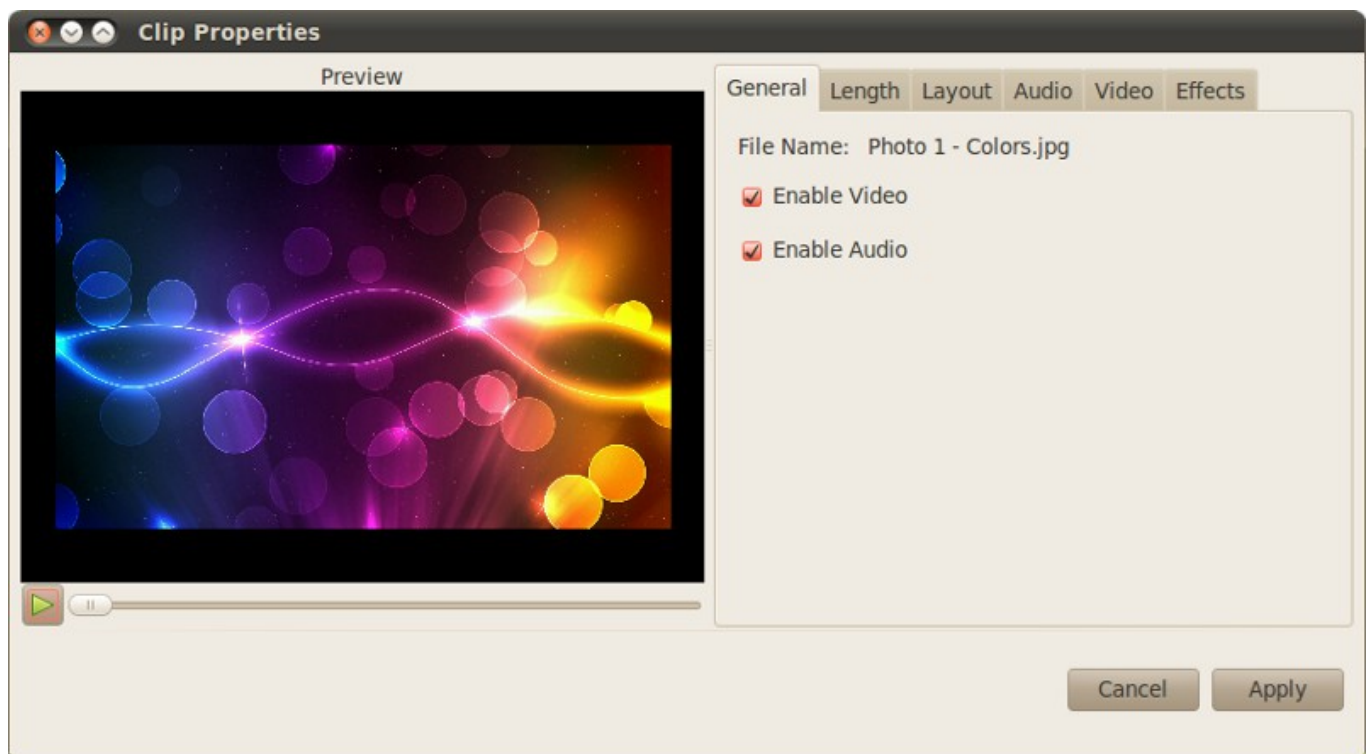 Clip Properties
Preview
General Length Layout Audio Video Effects
File Name: Photo 1 - Colors.jpg
Enable Video
Enable Audio
Cancel Apply